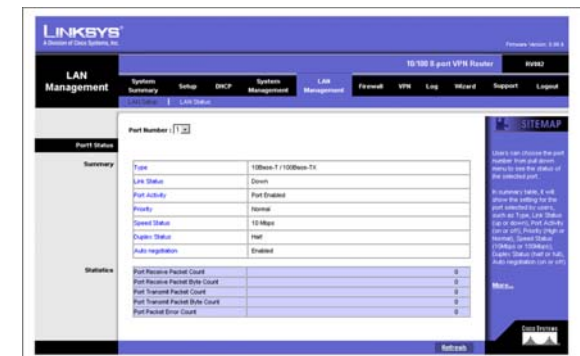 LINKSYS®
A Division of Cisco Systems, Inc.
Firmware Version: 
10/100 8-port VPN Router
RV082
LAN Management
System Summary
Setup
DHCP
System Management
LAN Management
Firewall
VPN
Log
Wizard
Support
Logout
LAN Setup | LAN Status
Port Number : 1
SITEMAP
Port1 Status
Summary
Type 10Base-T / 100Base-TX
Link Status Down
Port Activity Port Enabled
Priority Normal
Speed Status 10 Mbps
Duplex Status Half
Auto negotiation Enabled
Statistics
Port Receive Packet Count 0
Port Receive Packet Byte Count 0
Port Transmit Packet Count 0
Port Transmit Packet Byte Count 0
Port Packet Error Count 0
Users can choose the port
number from pull down
menu to see the status of
the selected port.
In summary table, it will
show the setting for the
port selected by users,
such as Type, Link Status
(up or down), Port Activity
(on or off), Priority (High or
Normal), Speed Status
(10Mbps or 100Mbps),
Duplex Status (half or full),
Auto negotiation (on or off)
More...
Refresh
CISCO SYSTEMS